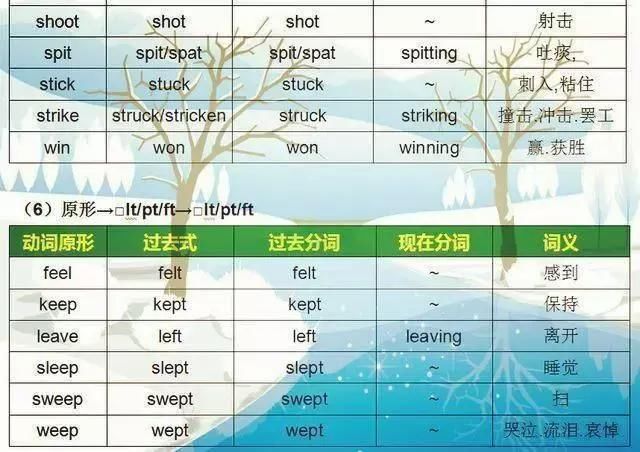 shoot shot shot ~ 射击
spit spit/spat spit/spat spitting 吐痰,
stick stuck stuck ~ 刺入,粘住
strike struck/stricken struck striking 撞击.冲击.罢工
win won won winning 赢.获胜
（6）原形→□lt/pt/ft→□lt/pt/ft
动词原形 过去式 过去分词 现在分词 词义
feel felt felt ~ 感到
keep kept kept ~ 保持
leave left left leaving 离开
sleep slept slept ~ 睡觉
sweep swept swept ~ 扫
weep wept wept ~ 哭泣.流泪.哀悼